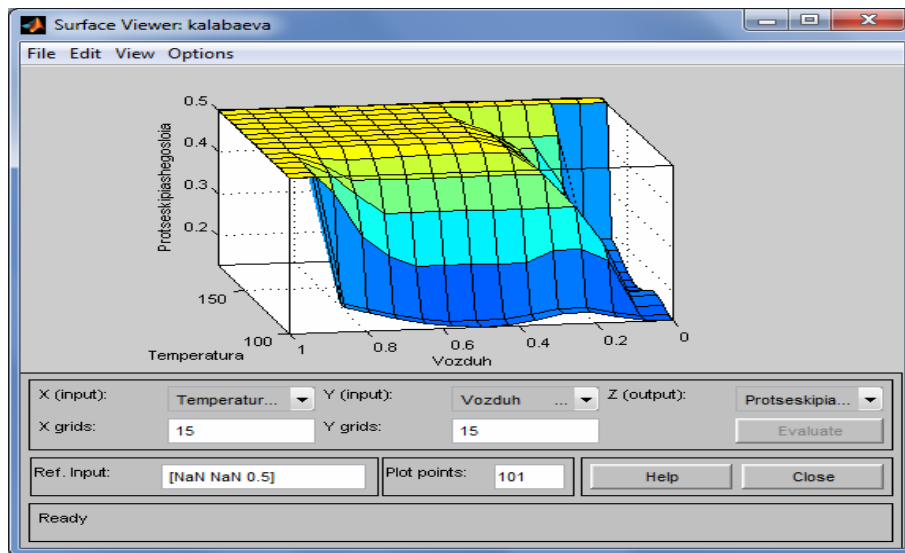 Surface Viewer: kalabaeva
File Edit View Options
0.5
0.4
0.3
0.2
Protseskipiashegosloia
150
100
Temperatura
1
0.8
0.6
0.4
0.2
0
Vozduh
X (input): Temperatur... Y (input): Vozduh ... Z (output): Protseskipia...
X grids: 15 Y grids: 15 Evaluate
Ref. Input: [NaN NaN 0.5] Plot points: 101 Help Close
Ready